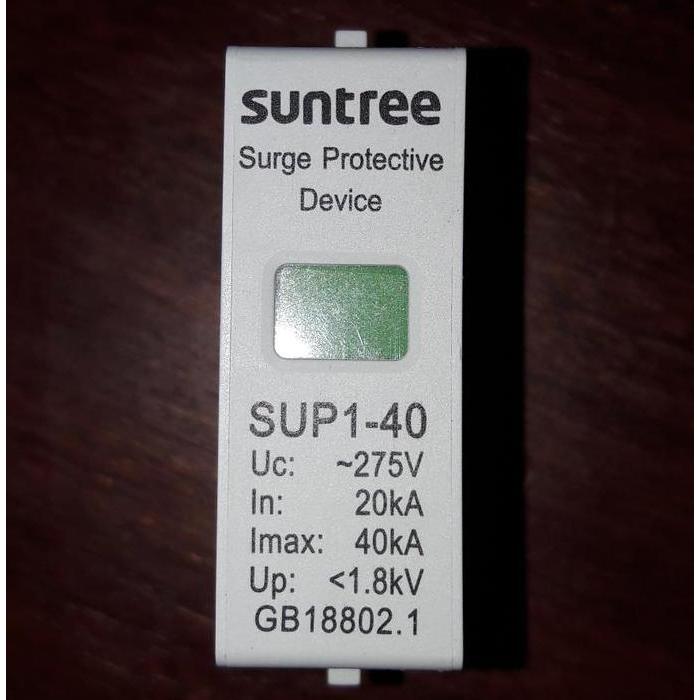 suntree
Surge Protective
Device
SUP1-40
Uc: ~275V
In: 20kA
Imax: 40kA
Up: <1.8kV
GB18802.1